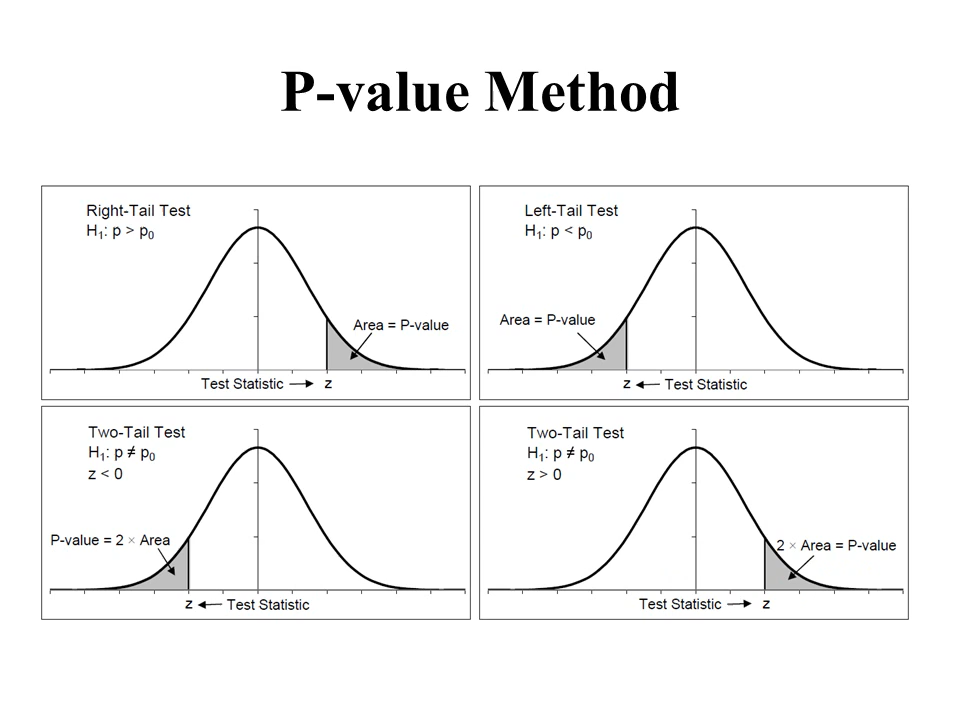 P-value Method
Right-Tail Test
H₁: p > p₀
Area = P-value
Test Statistic → z
Left-Tail Test
H₁: p < p₀
Area = P-value
z ← Test Statistic
Two-Tail Test
H₁: p ≠ p₀
z < 0
P-value = 2 × Area
z ← Test Statistic
Two-Tail Test
H₁: p ≠ p₀
z > 0
2 × Area = P-value
Test Statistic → z